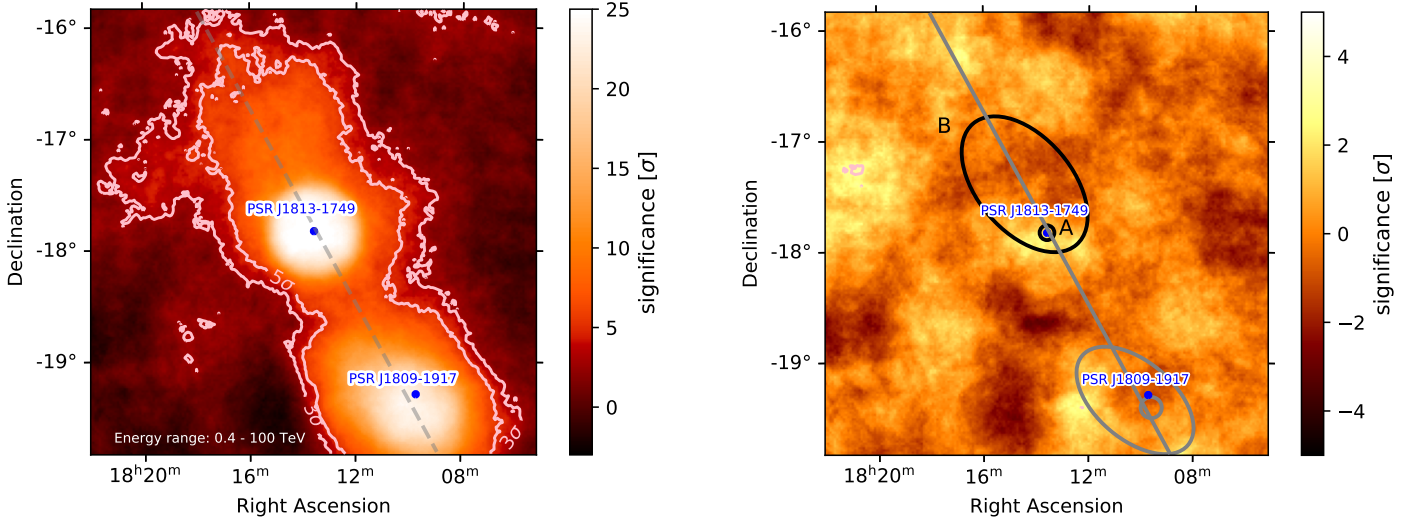 -16°
-17°
-18°
-19°
Declination
18ʰ20ᵐ
16ᵐ
12ᵐ
08ᵐ
Right Ascension
PSR J1813-1749
PSR J1809-1917
5σ
3σ
Energy range: 0.4 - 100 TeV
25
20
15
10
5
0
significance [σ]
-16°
-17°
-18°
-19°
Declination
18ʰ20ᵐ
16ᵐ
12ᵐ
08ᵐ
Right Ascension
B
PSR J1813-1749
A
PSR J1809-1917
4
2
0
−2
−4
significance [σ]